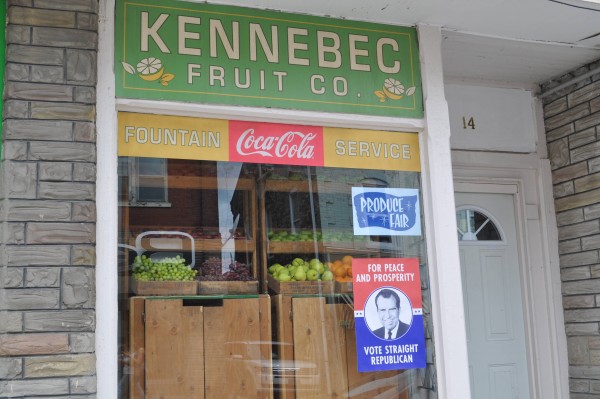 KENNEBEC
FRUIT CO.
14
FOUNTAIN Coca-Cola SERVICE
PRODUCE
FAIR
FOR PEACE
AND PROSPERITY
VOTE STRAIGHT
REPUBLICAN